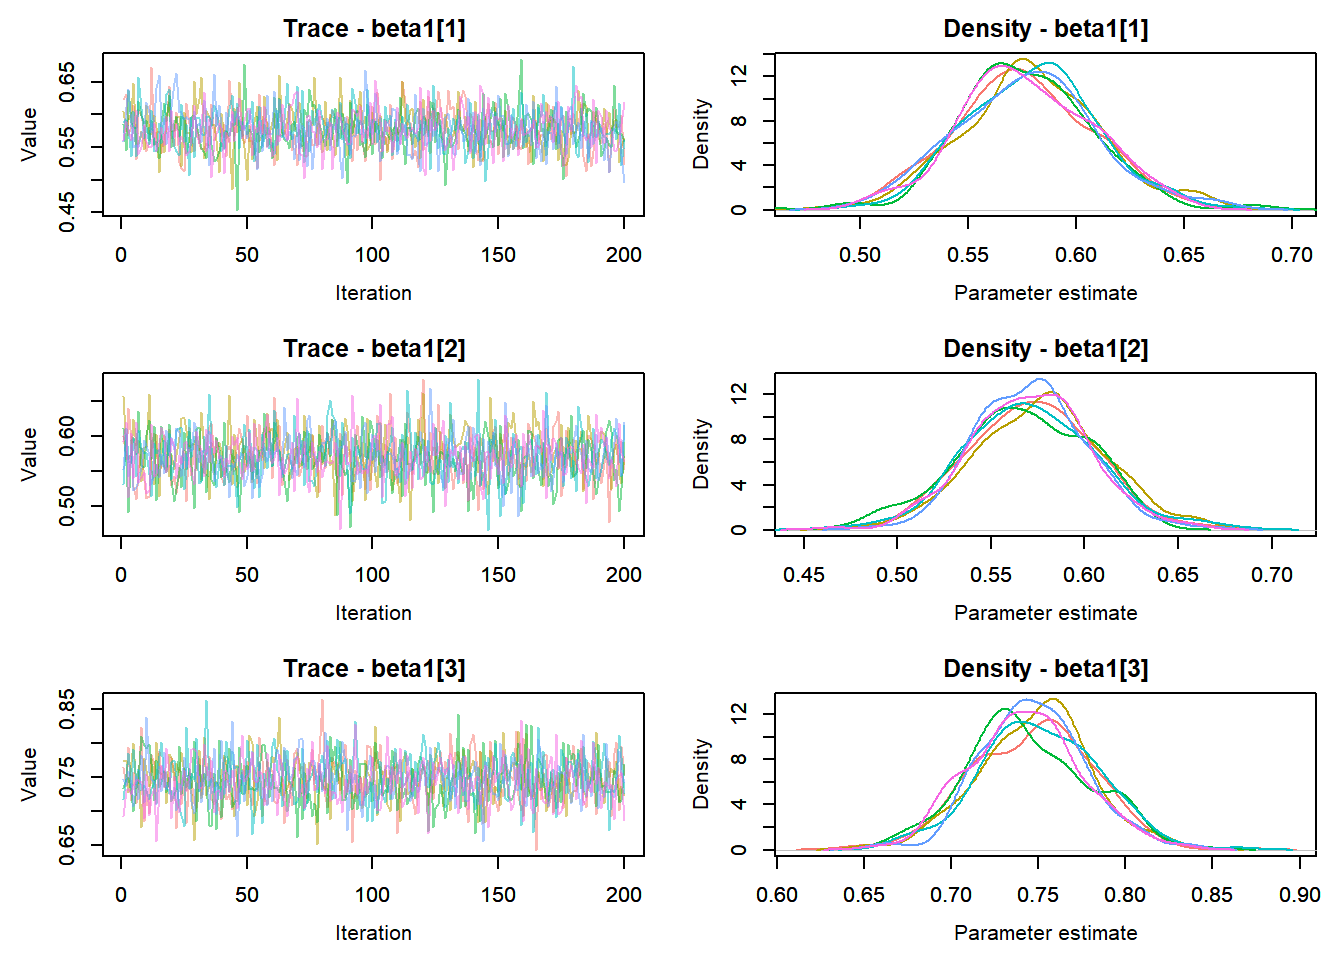 Trace - beta1[1]
Value
0.45 0.55 0.65
0 50 100 150 200
Iteration
Density - beta1[1]
Density
0 4 8 12
0.50 0.55 0.60 0.65 0.70
Parameter estimate
Trace - beta1[2]
Value
0.50 0.60
0 50 100 150 200
Iteration
Density - beta1[2]
Density
0 4 8 12
0.45 0.50 0.55 0.60 0.65 0.70
Parameter estimate
Trace - beta1[3]
Value
0.65 0.75 0.85
0 50 100 150 200
Iteration
Density - beta1[3]
Density
0 4 8 12
0.60 0.65 0.70 0.75 0.80 0.85 0.90
Parameter estimate